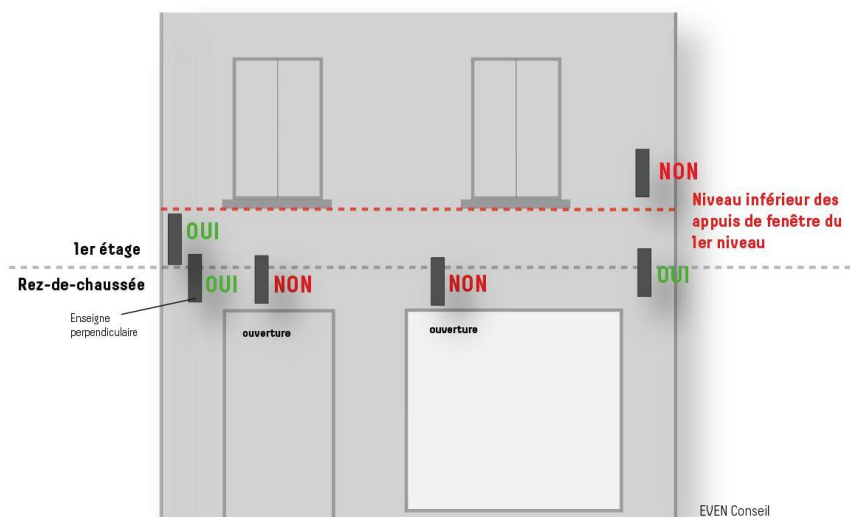 NON
Niveau inférieur des
appuis de fenêtre du
1er niveau
OUI
1er étage
OUI
Rez-de-chaussée
OUI
NON
NON
Enseigne
perpendiculaire
ouverture
ouverture
EVEN Conseil